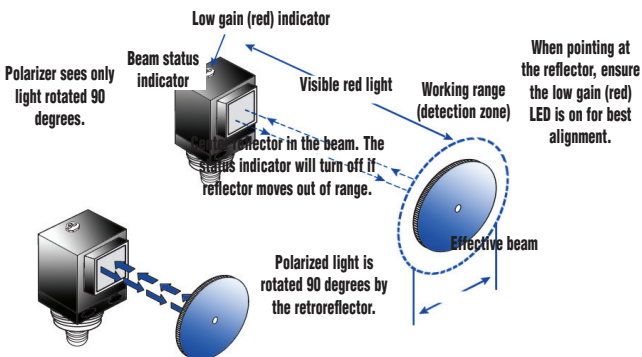 Low gain (red) indicator
Polarizer sees only
light rotated 90
degrees.
Beam status
indicator
Visible red light
Working range
(detection zone)
When pointing at
the reflector, ensure
the low gain (red)
LED is on for best
alignment.
Center reflector in the beam. The
status indicator will turn off if
reflector moves out of range.
Effective beam
Polarized light is
rotated 90 degrees by
the retroreflector.